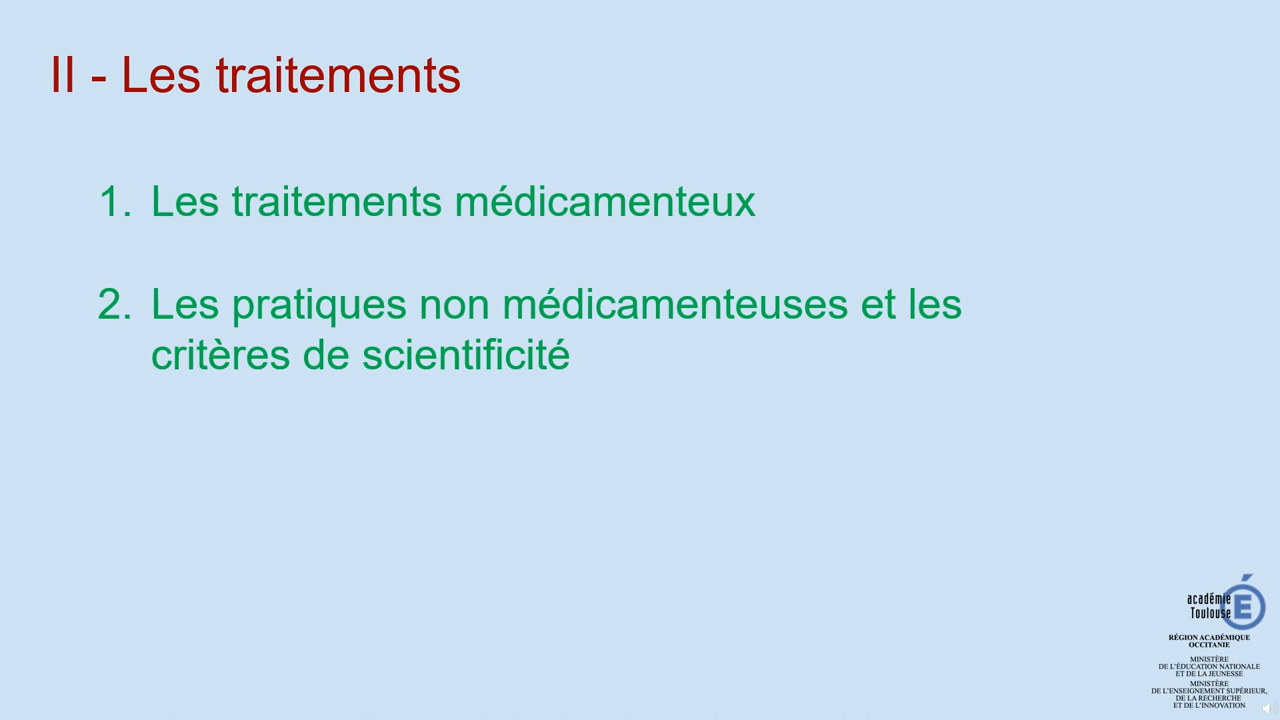 II - Les traitements
1. Les traitements médicamenteux
2. Les pratiques non médicamenteuses et les
critères de scientificité
académie
Toulouse
É
RÉGION ACADÉMIQUE
OCCITANIE
MINISTÈRE
DE L'ÉDUCATION NATIONALE
ET DE LA JEUNESSE
MINISTÈRE
DE L'ENSEIGNEMENT SUPÉRIEUR,
DE LA RECHERCHE
ET DE L'INNOVATION